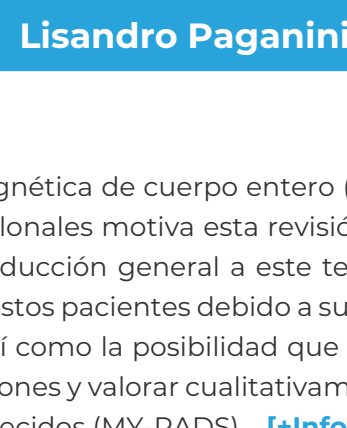 Lisandro Paganini
gnética de cuerpo entero (
lonales motiva esta revisió
ducción general a este te
stos pacientes debido a su
í como la posibilidad que
ones y valorar cualitativam
ecidos (MY-RADS). [+Info